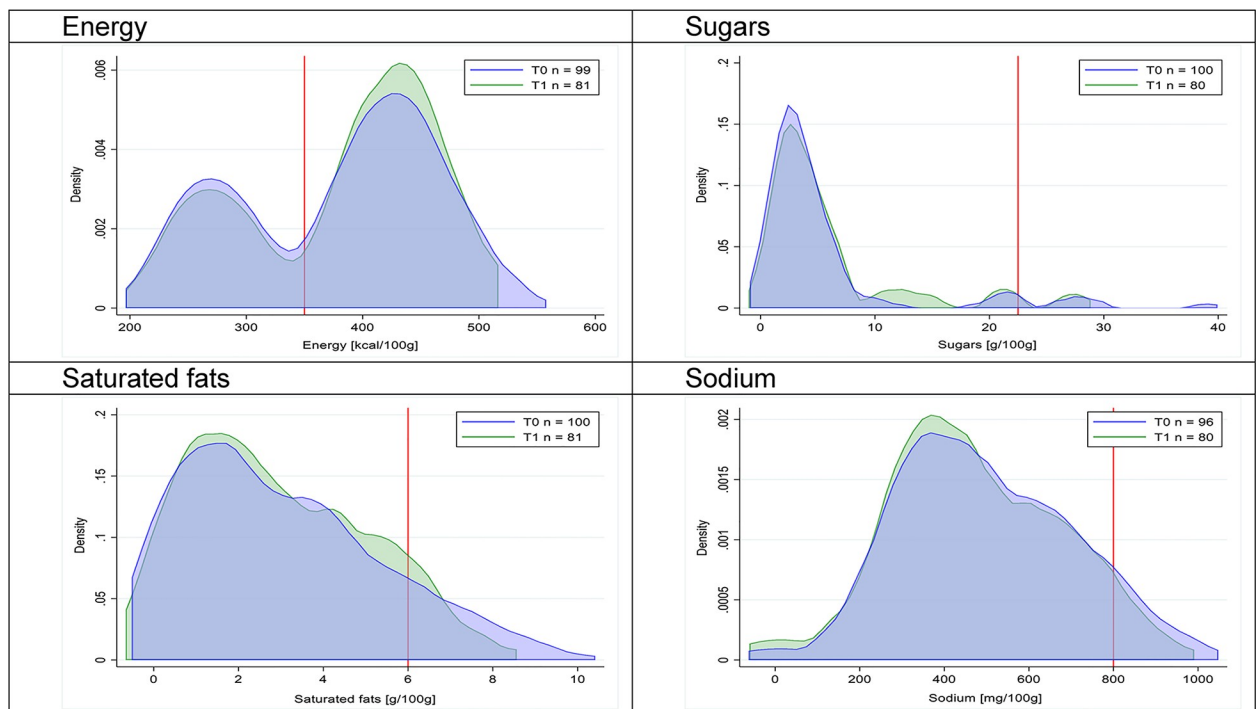 Energy
T0 n = 99
T1 n = 81
Density
.006
.004
.002
0
200 300 400 500 600
Energy [kcal/100g]
Sugars
T0 n = 100
T1 n = 80
Density
.2
.15
.1
.05
0
0 10 20 30 40
Sugars [g/100g]
Saturated fats
T0 n = 100
T1 n = 81
Density
.2
.15
.1
.05
0
0 2 4 6 8 10
Saturated fats [g/100g]
Sodium
T0 n = 96
T1 n = 80
Density
.002
.0015
.001
.0005
0
0 200 400 600 800 1000
Sodium [mg/100g]